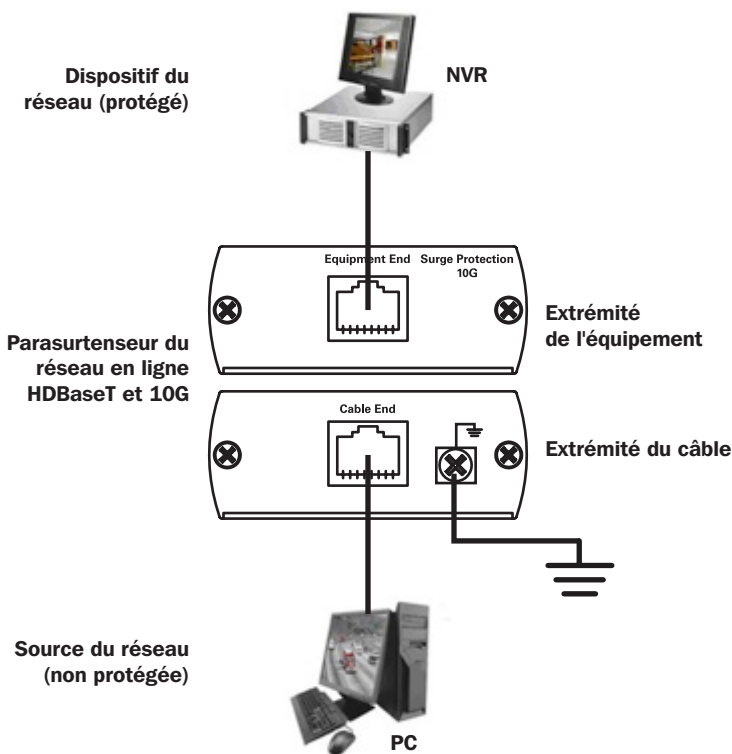 Dispositif du
réseau (protégé)
NVR
Equipment End
Surge Protection
10G
Extrémité
de l'équipement
Parasurtenseur du
réseau en ligne
HDBaseT et 10G
Cable End
Extrémité du câble
Source du réseau
(non protégée)
PC